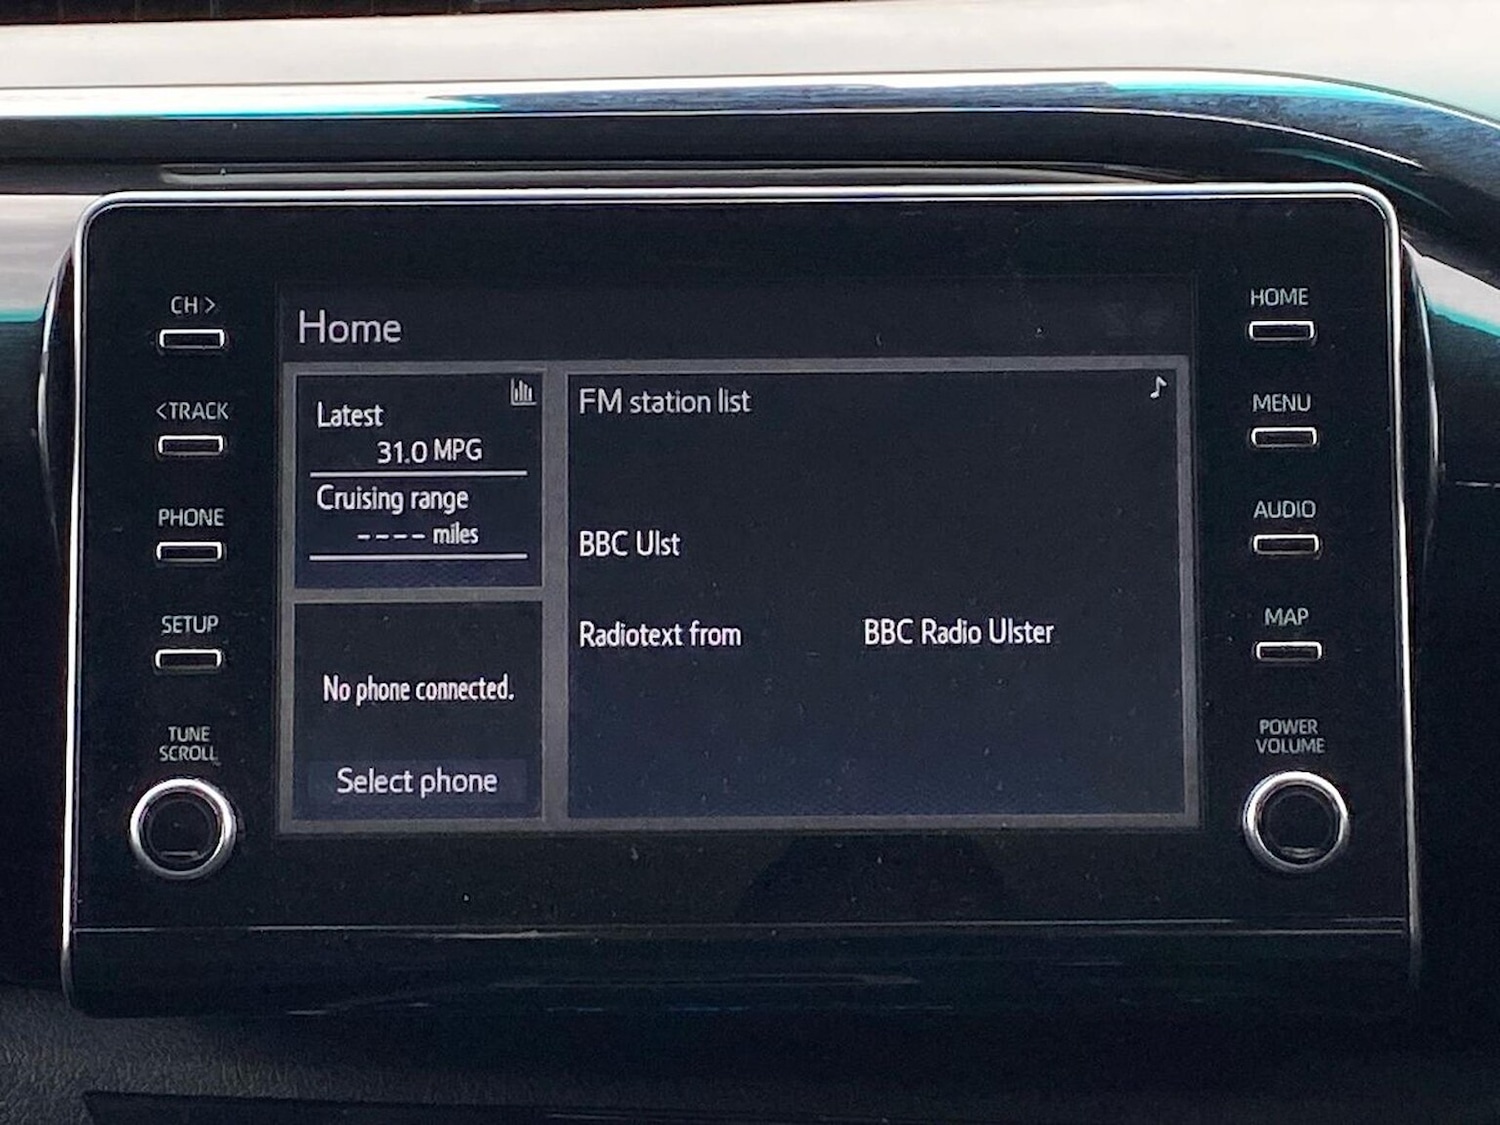 CH >
<TRACK
PHONE
SETUP
TUNE
SCROLL
Home
Latest
31.0 MPG
Cruising range
---- miles
No phone connected.
Select phone
FM station list
BBC Ulst
Radiotext from BBC Radio Ulster
HOME
MENU
AUDIO
MAP
POWER
VOLUME